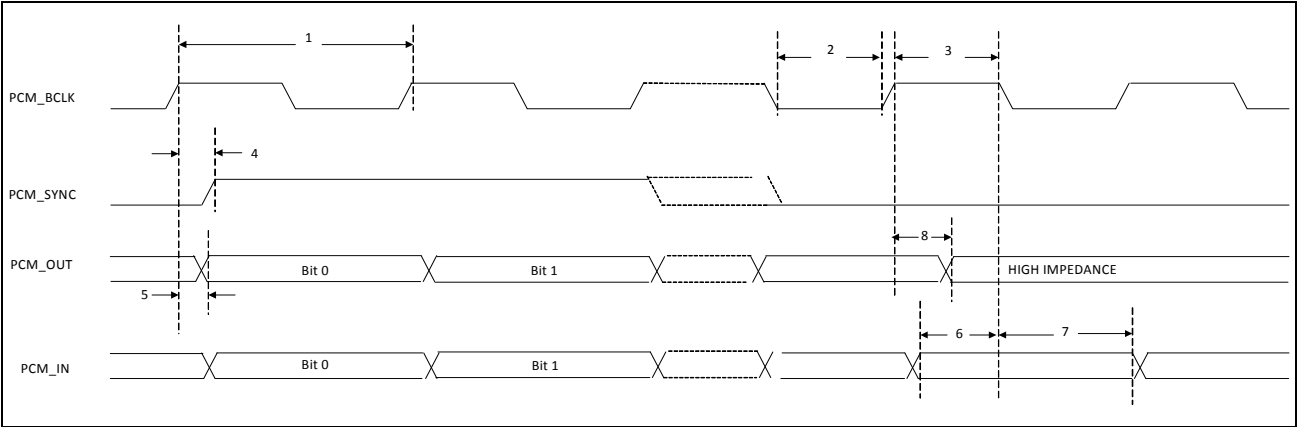 1
2
3
PCM_BCLK
4
PCM_SYNC
8
PCM_OUT
Bit 0
Bit 1
HIGH IMPEDANCE
5
6
7
PCM_IN
Bit 0
Bit 1